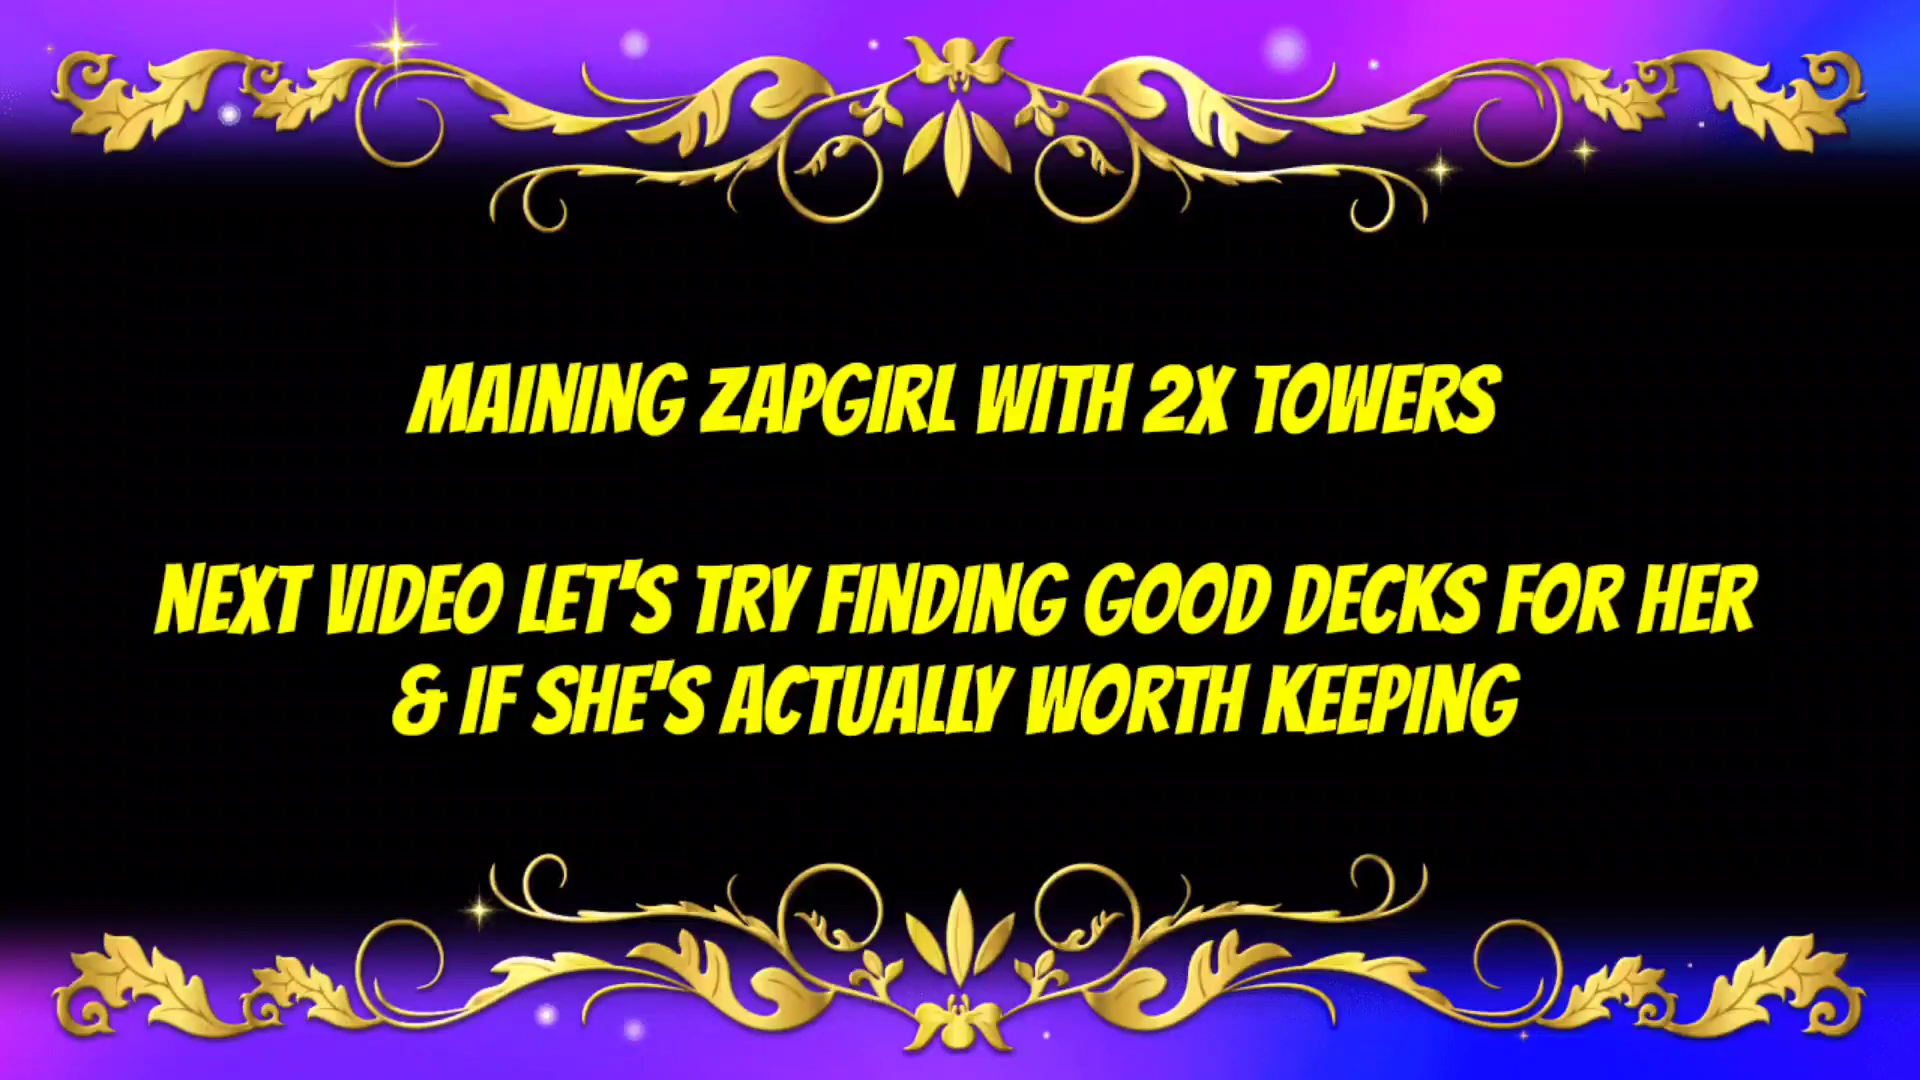 MAINING ZAPGIRL WITH 2X TOWERS
NEXT VIDEO LET'S TRY FINDING GOOD DECKS FOR HER
& IF SHE'S ACTUALLY WORTH KEEPING